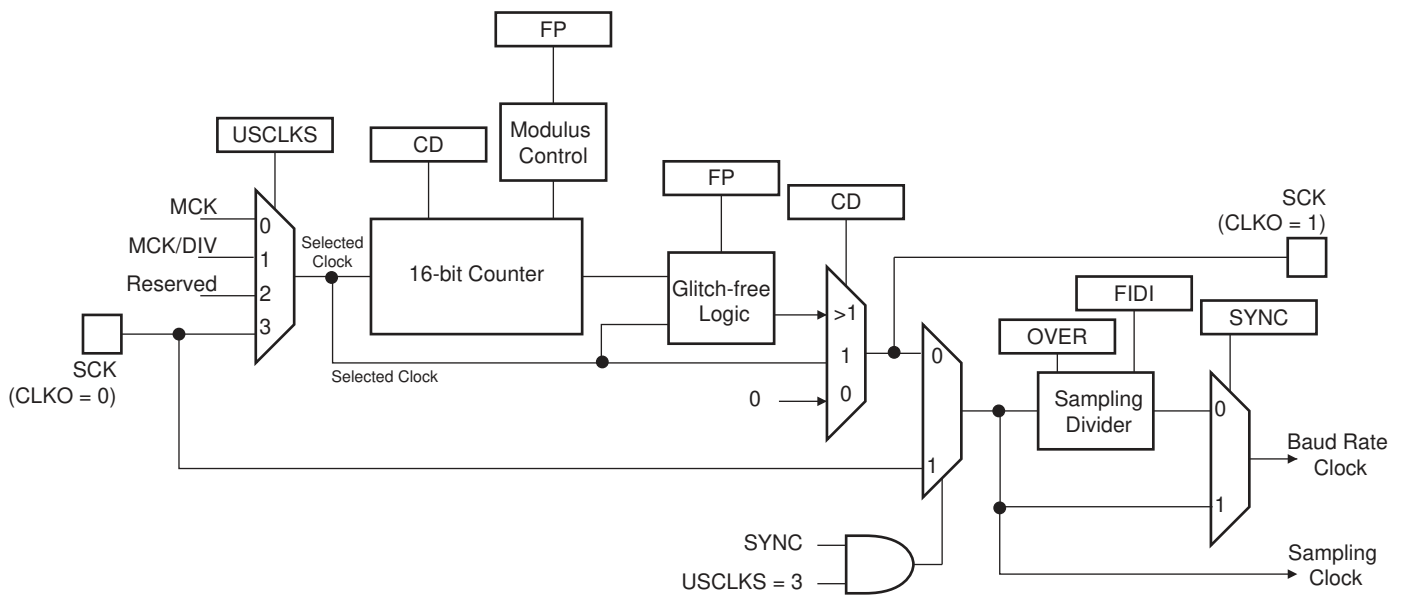 FP
Modulus
Control
USCLKS
CD
FP
CD
SCK
(CLKO = 1)
MCK
0
MCK/DIV
1
Reserved
2
3
Selected
Clock
16-bit Counter
Glitch-free
Logic
>1
1
0
0
Selected Clock
SCK
(CLKO = 0)
FIDI
OVER
SYNC
0
1
Sampling
Divider
0
1
Baud Rate
Clock
SYNC
USCLKS = 3
Sampling
Clock